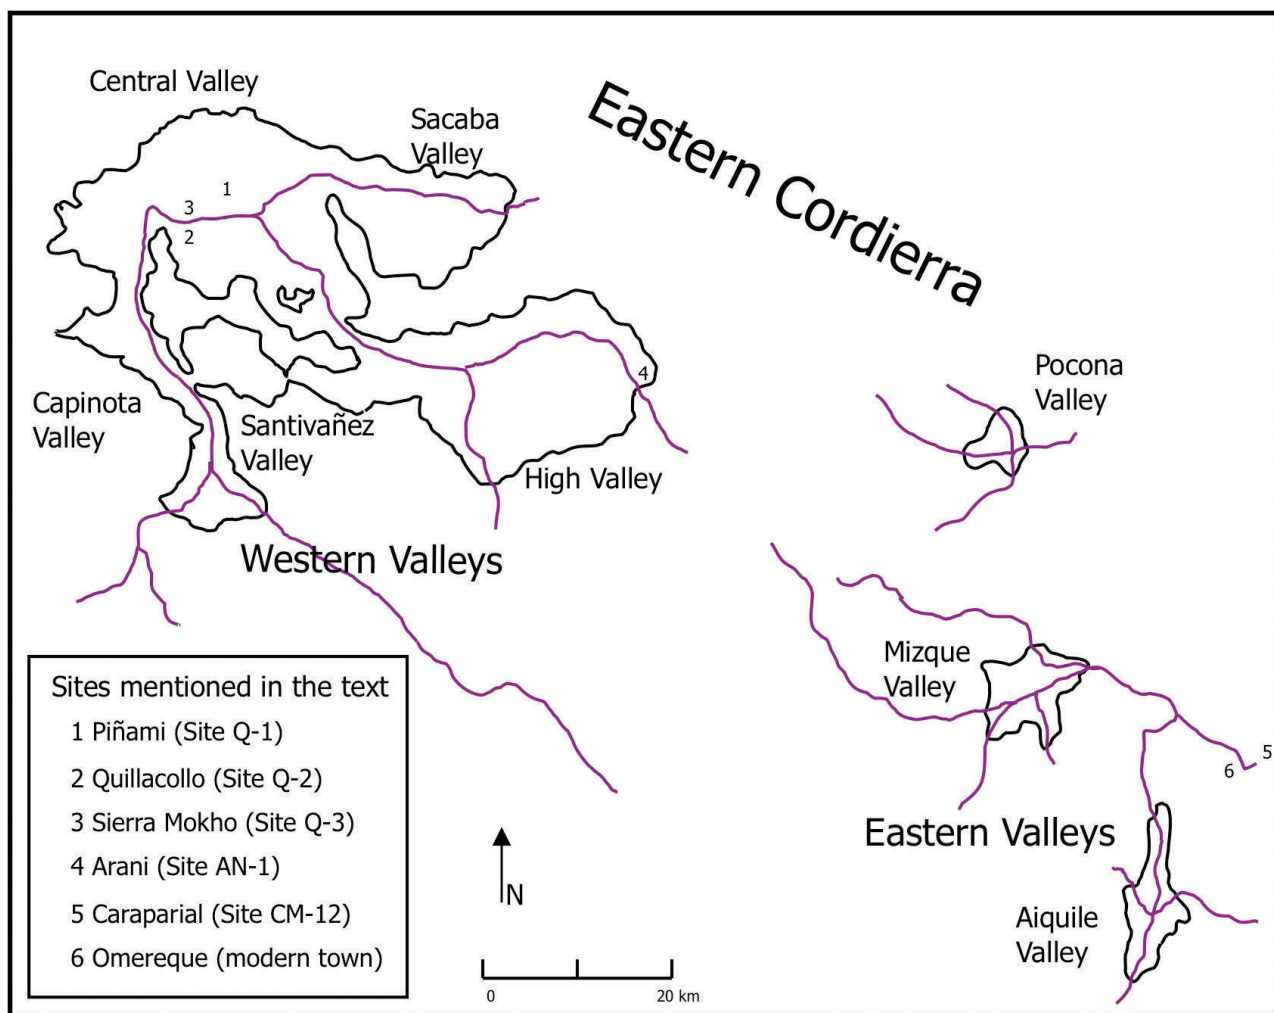 Central Valley
Sacaba
Valley
Eastern Cordierra
1
3
2
4
Pocona
Valley
Capinota
Valley
Santivañez
Valley
High Valley
Western Valleys
Mizque
Valley
5
6
Eastern Valleys
Aiquile
Valley
Sites mentioned in the text
1 Piñami (Site Q-1)
2 Quillacollo (Site Q-2)
3 Sierra Mokho (Site Q-3)
4 Arani (Site AN-1)
5 Caraparial (Site CM-12)
6 Omereque (modern town)
N
0 20 km